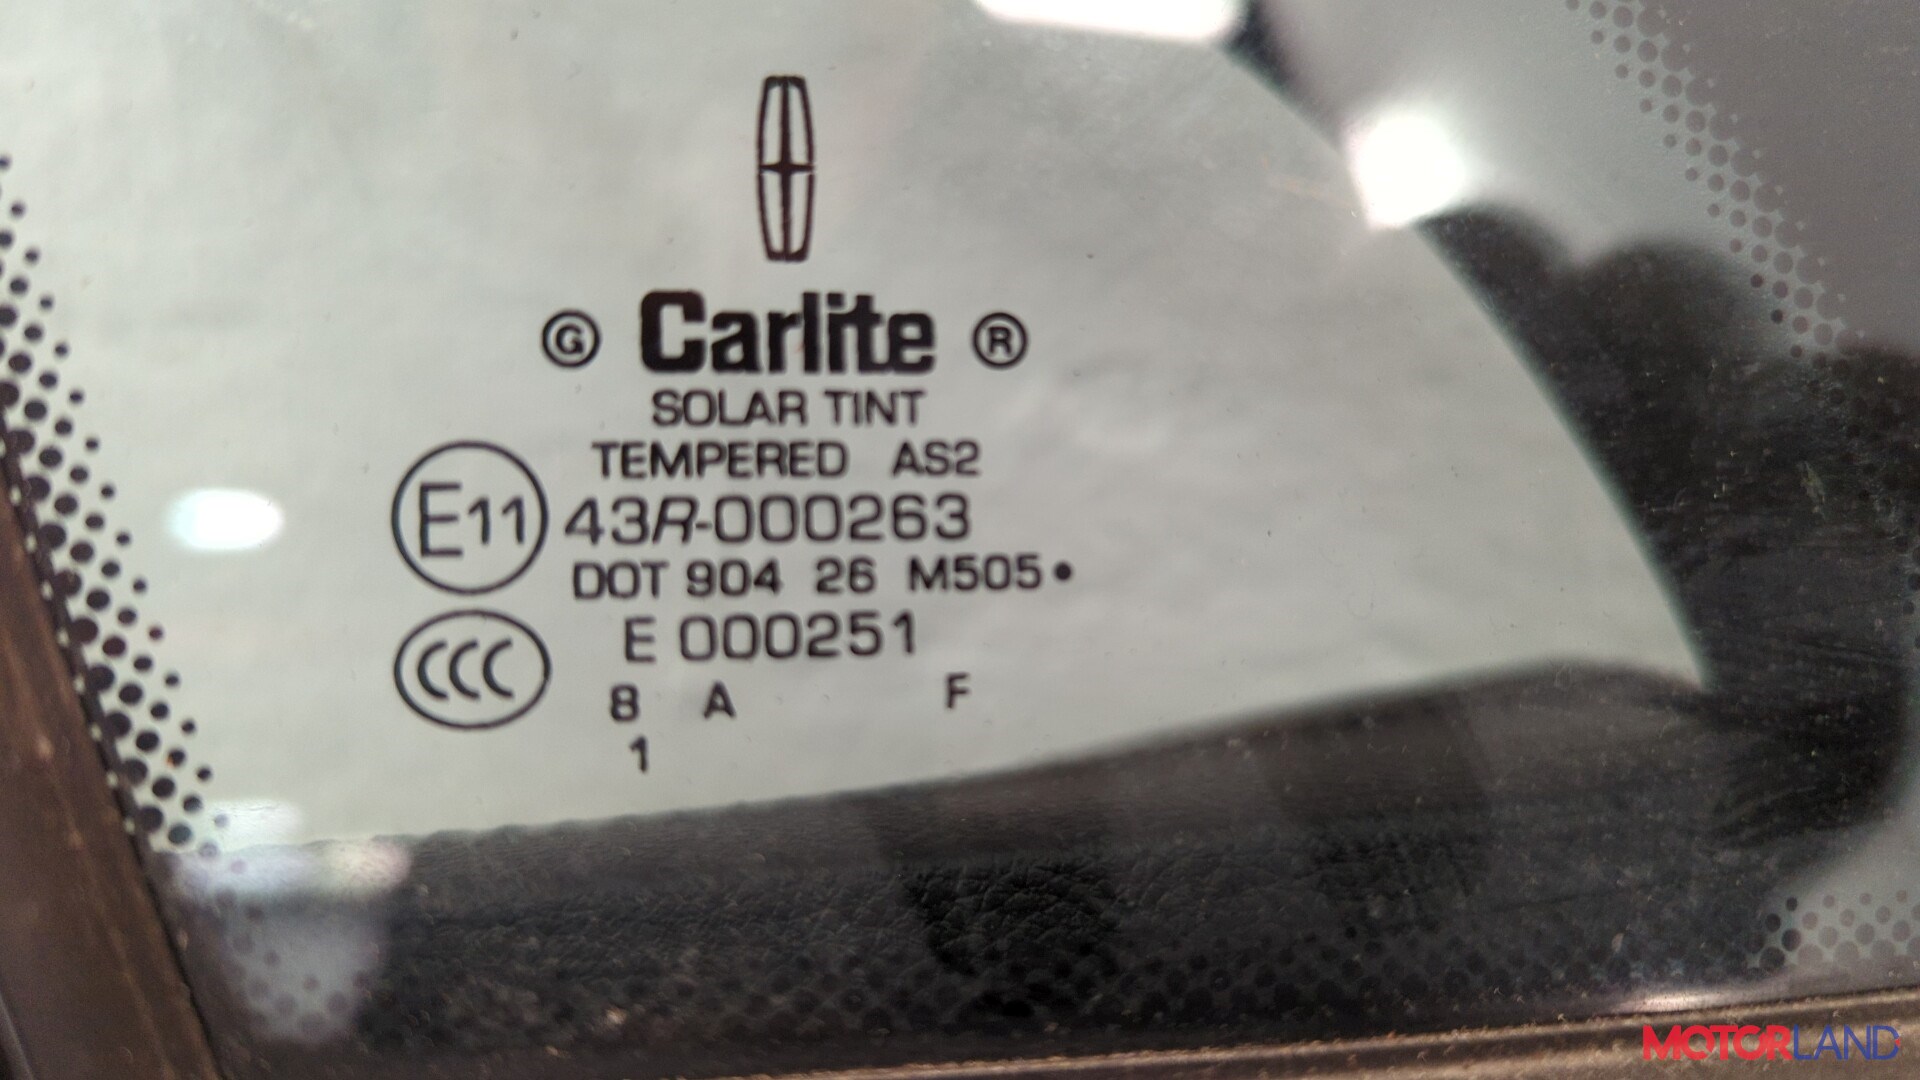 G Carlite ®
SOLAR TINT
TEMPERED AS2
E11 43R-000263
DOT 904 26 M505•
CCC E 000251
8 A F
1
MOTORLAND